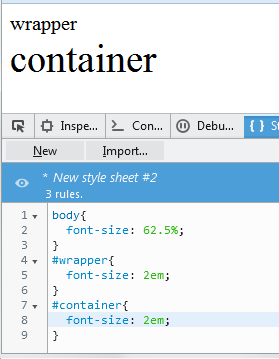 wrapper
container
Inspe... Con... Debu... { } St
New Import...
* New style sheet #2
3 rules.
1 body{
2 font-size: 62.5%;
3 }
4 #wrapper{
5 font-size: 2em;
6 }
7 #container{
8 font-size: 2em;
9 }